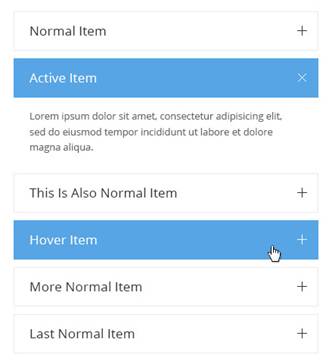 Normal Item
Active Item
Lorem ipsum dolor sit amet, consectetur adipisicing elit,
sed do eiusmod tempor incididunt ut labore et dolore
magna aliqua.
This Is Also Normal Item
Hover Item
More Normal Item
Last Normal Item